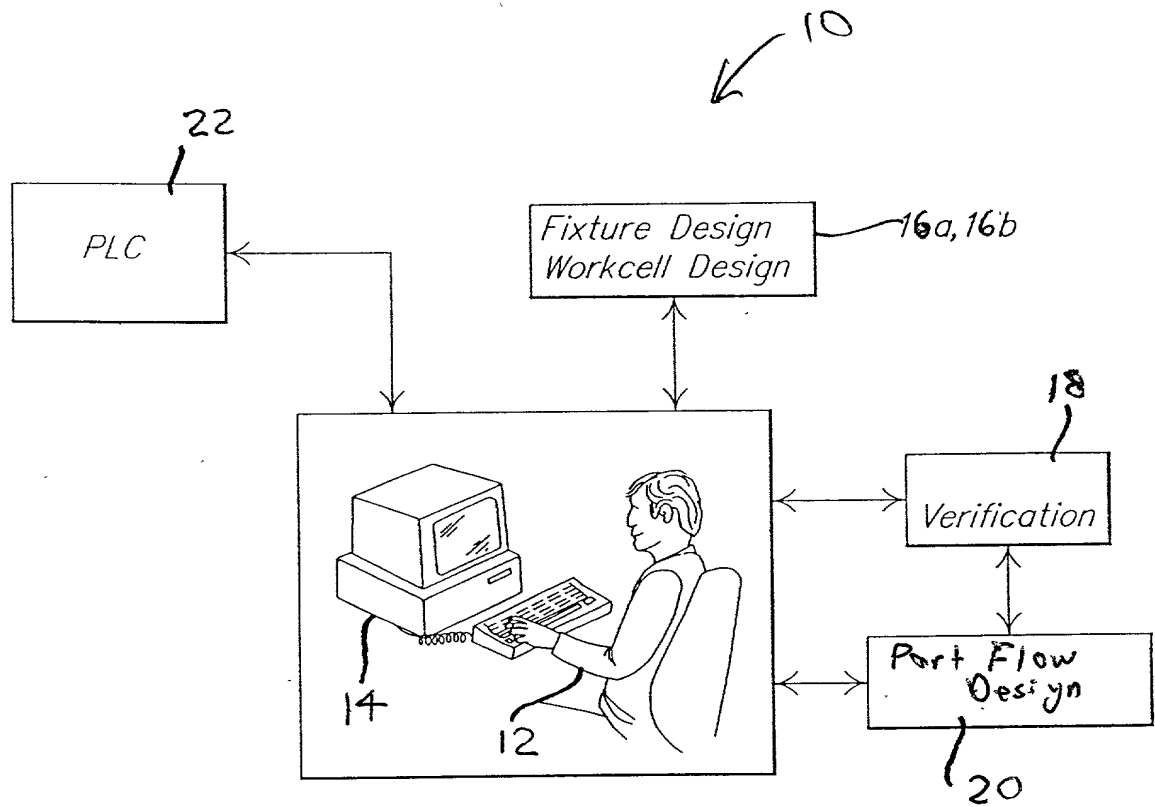 10
22
PLC
Fixture Design
Workcell Design
16a, 16b
18
Verification
Part Flow
Design
14
12
20